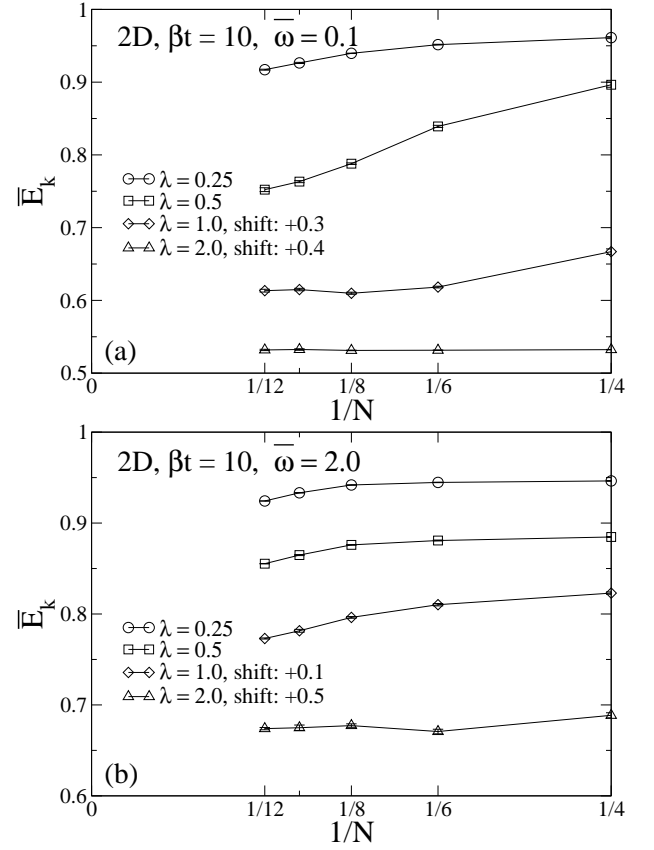 2D, βt = 10, ω̅ = 0.1
1
0.9
0.8
0.7
0.6
0.5
E̅ₖ
λ = 0.25
λ = 0.5
λ = 1.0, shift: +0.3
λ = 2.0, shift: +0.4
(a)
0
1/12
1/8
1/6
1/4
1/N
2D, βt = 10, ω̅ = 2.0
1
0.9
0.8
0.7
0.6
E̅ₖ
λ = 0.25
λ = 0.5
λ = 1.0, shift: +0.1
λ = 2.0, shift: +0.5
(b)
0
1/12
1/8
1/6
1/4
1/N